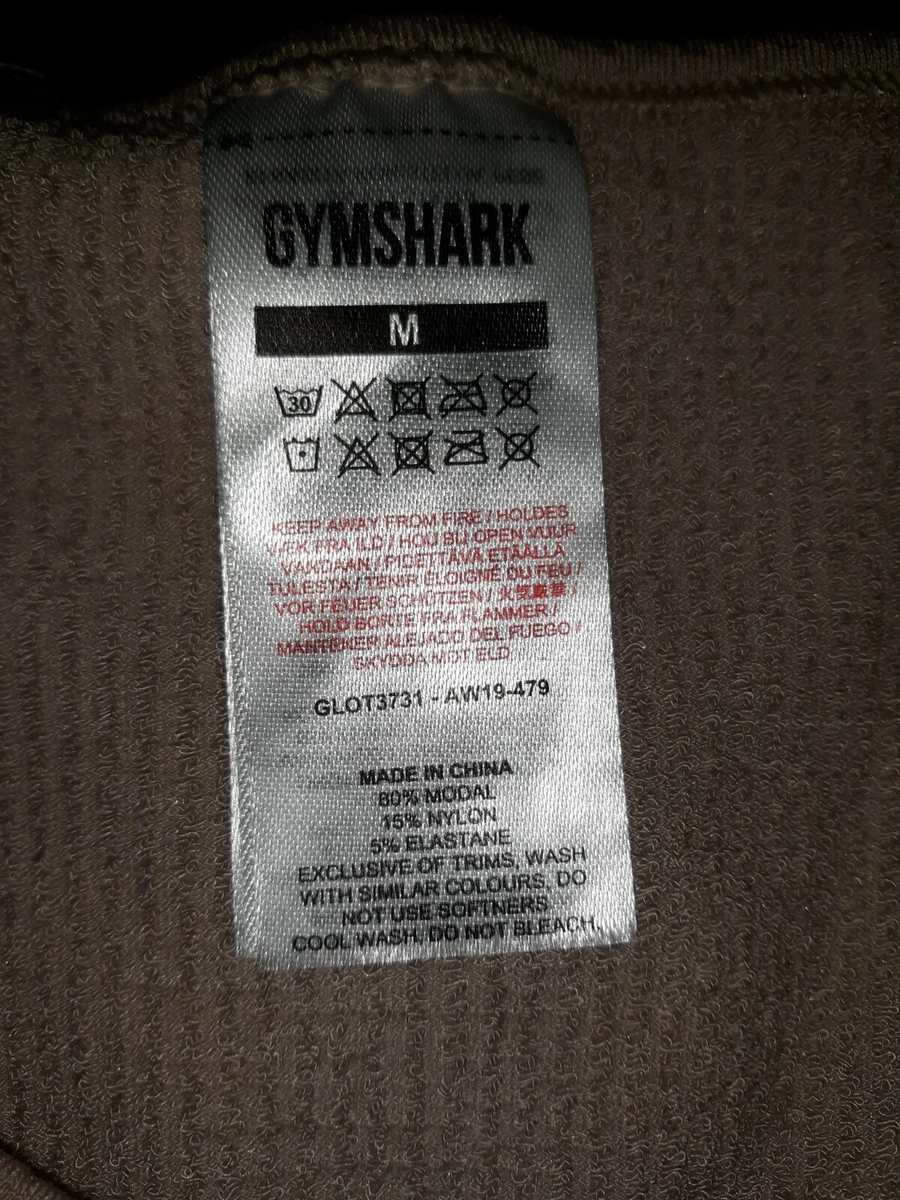 GYMSHARK
M
30
KEEP AWAY FROM FIRE / HOLDES
VÆK FRA ILD / HOU BIJ OPEN VUUR
VANDAAN / PIDETTÄVÄ ETÄÄLLÄ
TULESTA / TENIR ÉLOIGNÉ DU FEU /
VOR FEUER SCHÜTZEN / 火気厳禁 /
HOLD BORTE FRA FLAMMER /
MANTENER ALEJADO DEL FUEGO /
SKYDDA MOT ELD
GLOT3731 - AW19-479
MADE IN CHINA
80% MODAL
15% NYLON
5% ELASTANE
EXCLUSIVE OF TRIMS, WASH
WITH SIMILAR COLOURS, DO
NOT USE SOFTNERS
COOL WASH, DO NOT BLEACH.